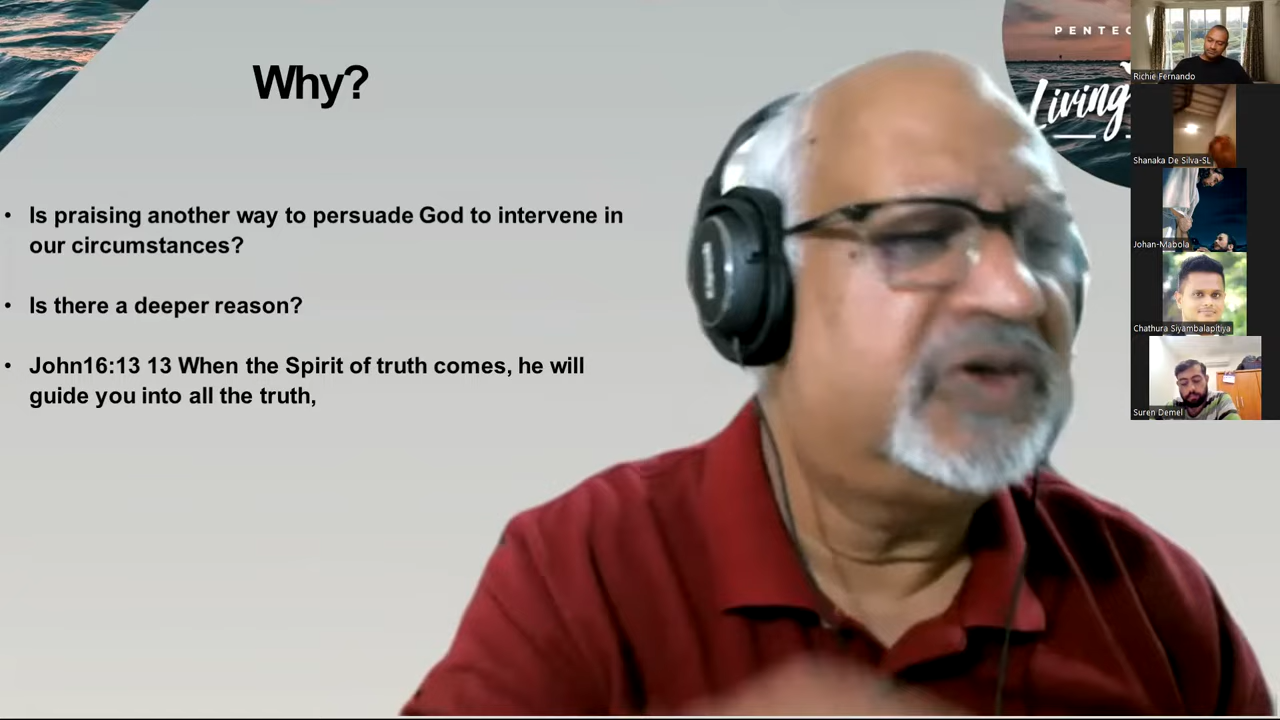 Why?
PENTEC
Living
• Is praising another way to persuade God to intervene in
our circumstances?
• Is there a deeper reason?
• John16:13 13 When the Spirit of truth comes, he will
guide you into all the truth,
Richie Fernando
Shanaka De Silva-SL
Johan-Mabola
Chathura Siyambalapitiya
Suren Demel